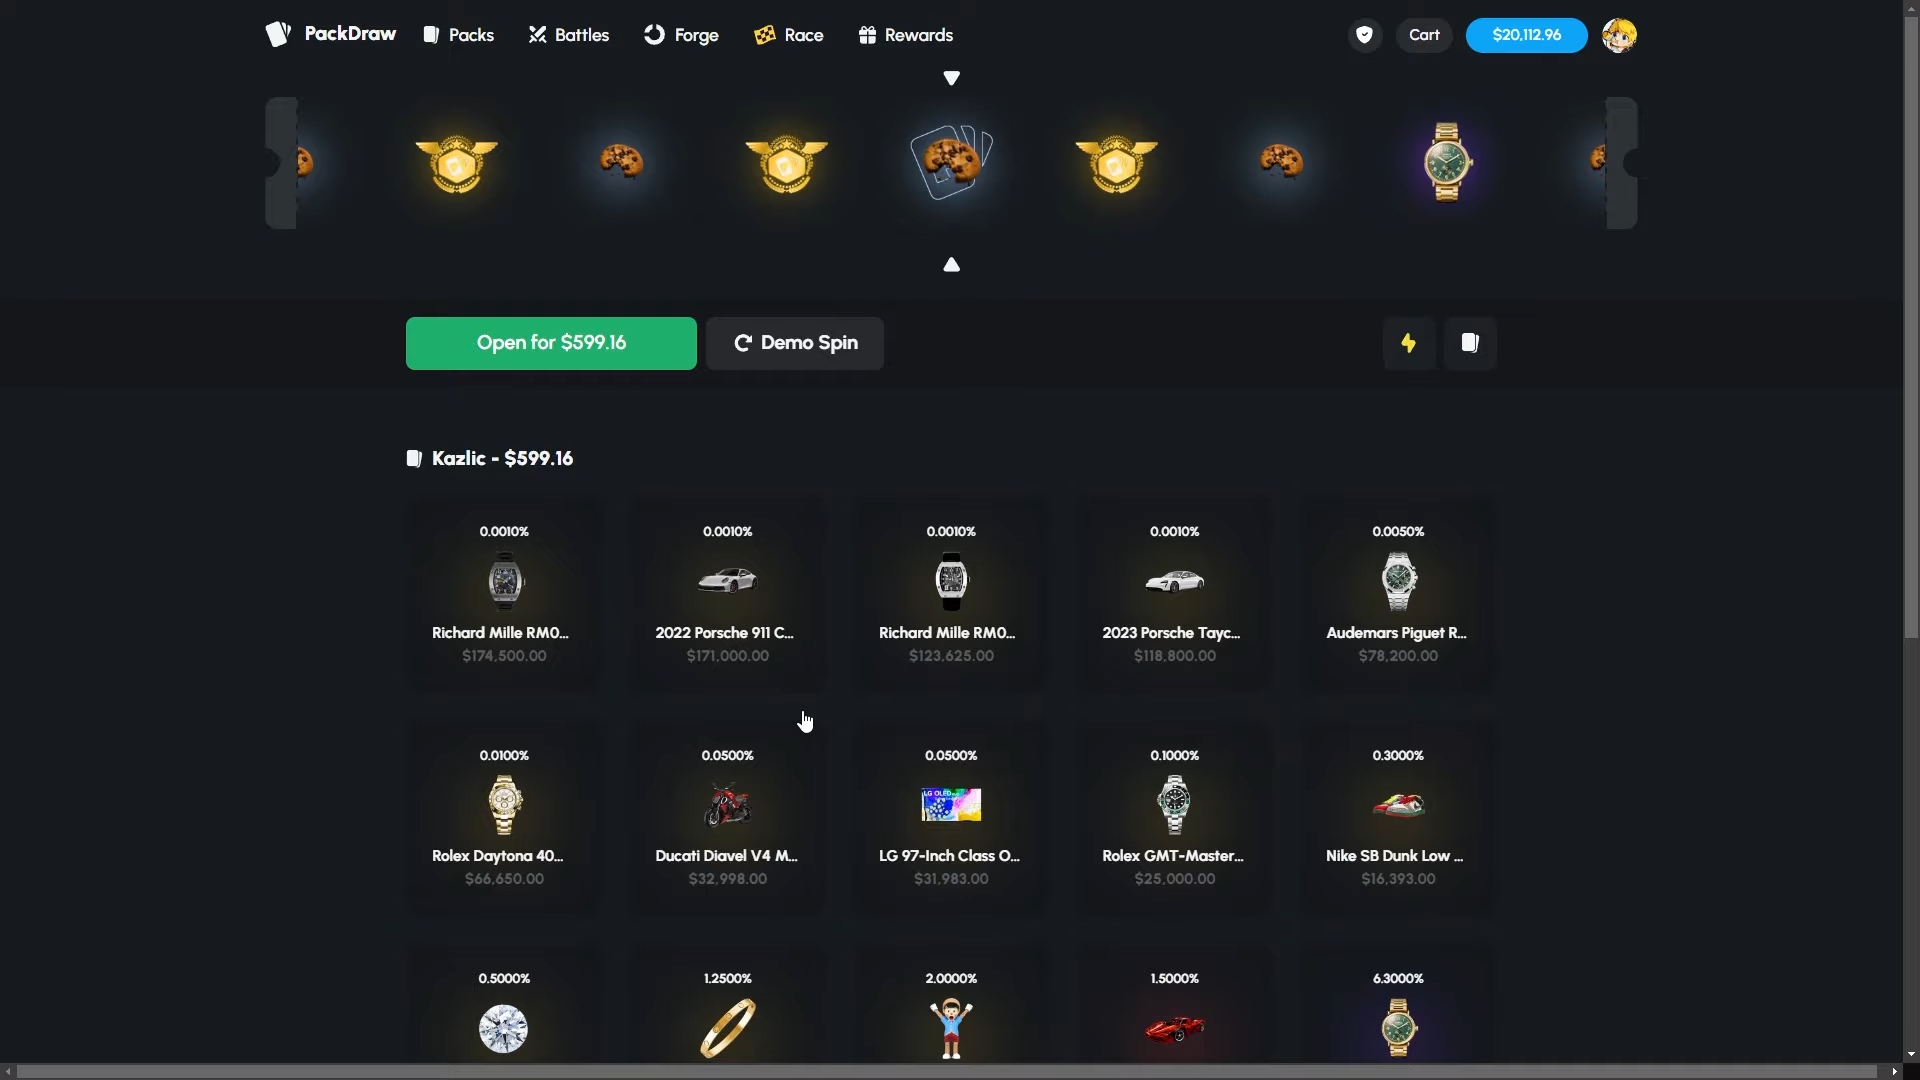 PackDraw Packs Battles Forge Race Rewards Cart $20,112.96
Open for $599.16 Demo Spin
Kazlic - $599.16
0.0010% 0.0010% 0.0010% 0.0010% 0.0050%
Richard Mille RM0... 2022 Porsche 911 C... Richard Mille RM0... 2023 Porsche Tayc... Audemars Piguet R...
$174,500.00 $171,000.00 $123,625.00 $118,800.00 $78,200.00
0.0100% 0.0500% 0.0500% 0.1000% 0.3000%
LG OLED
Rolex Daytona 40... Ducati Diavel V4 M... LG 97-Inch Class O... Rolex GMT-Master... Nike SB Dunk Low ...
$66,650.00 $32,998.00 $31,983.00 $25,000.00 $16,393.00
0.5000% 1.2500% 2.0000% 1.5000% 6.3000%